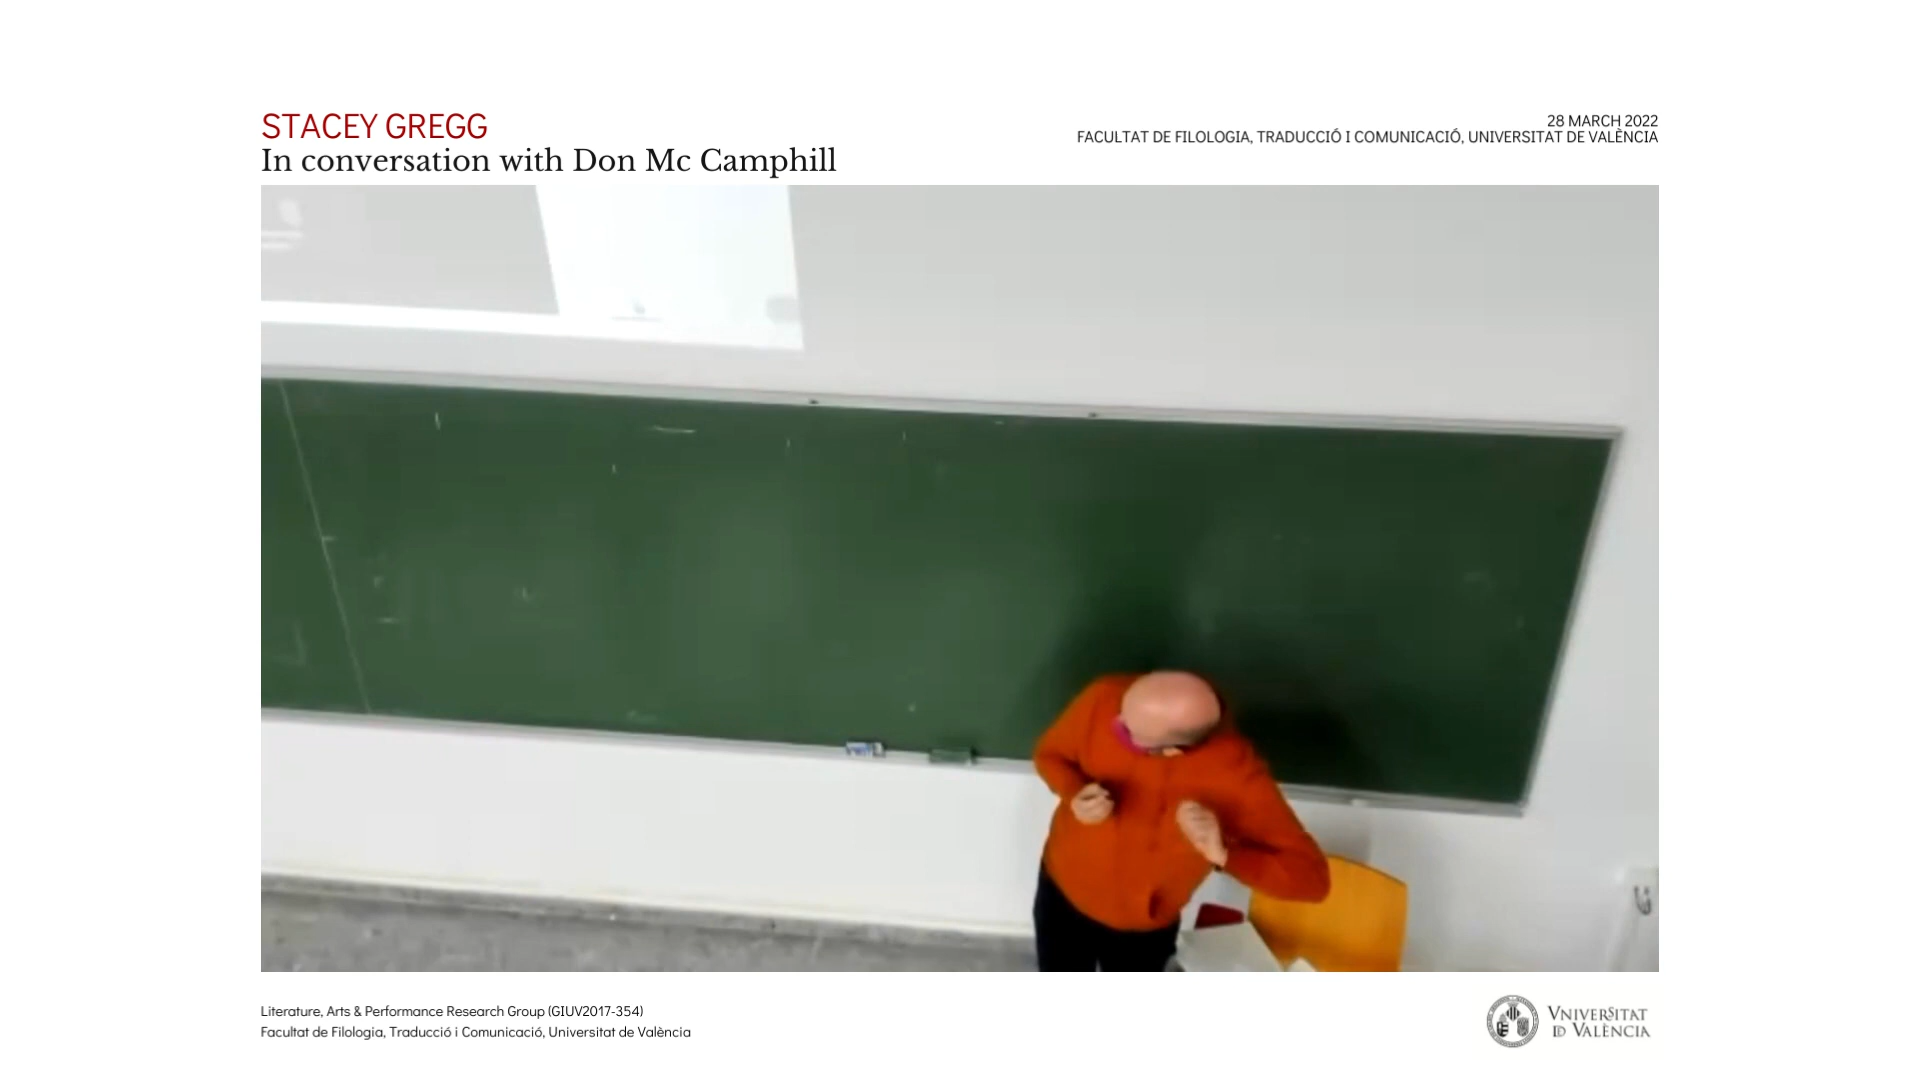 STACEY GREGG
In conversation with Don Mc Camphill
28 MARCH 2022
FACULTAT DE FILOLOGIA, TRADUCCIÓ I COMUNICACIÓ, UNIVERSITAT DE VALÈNCIA
Literature, Arts & Performance Research Group (GIUV2017-354)
Facultat de Filologia, Traducció i Comunicació, Universitat de València
VNIVERSITAT
ID VALÈNCIA